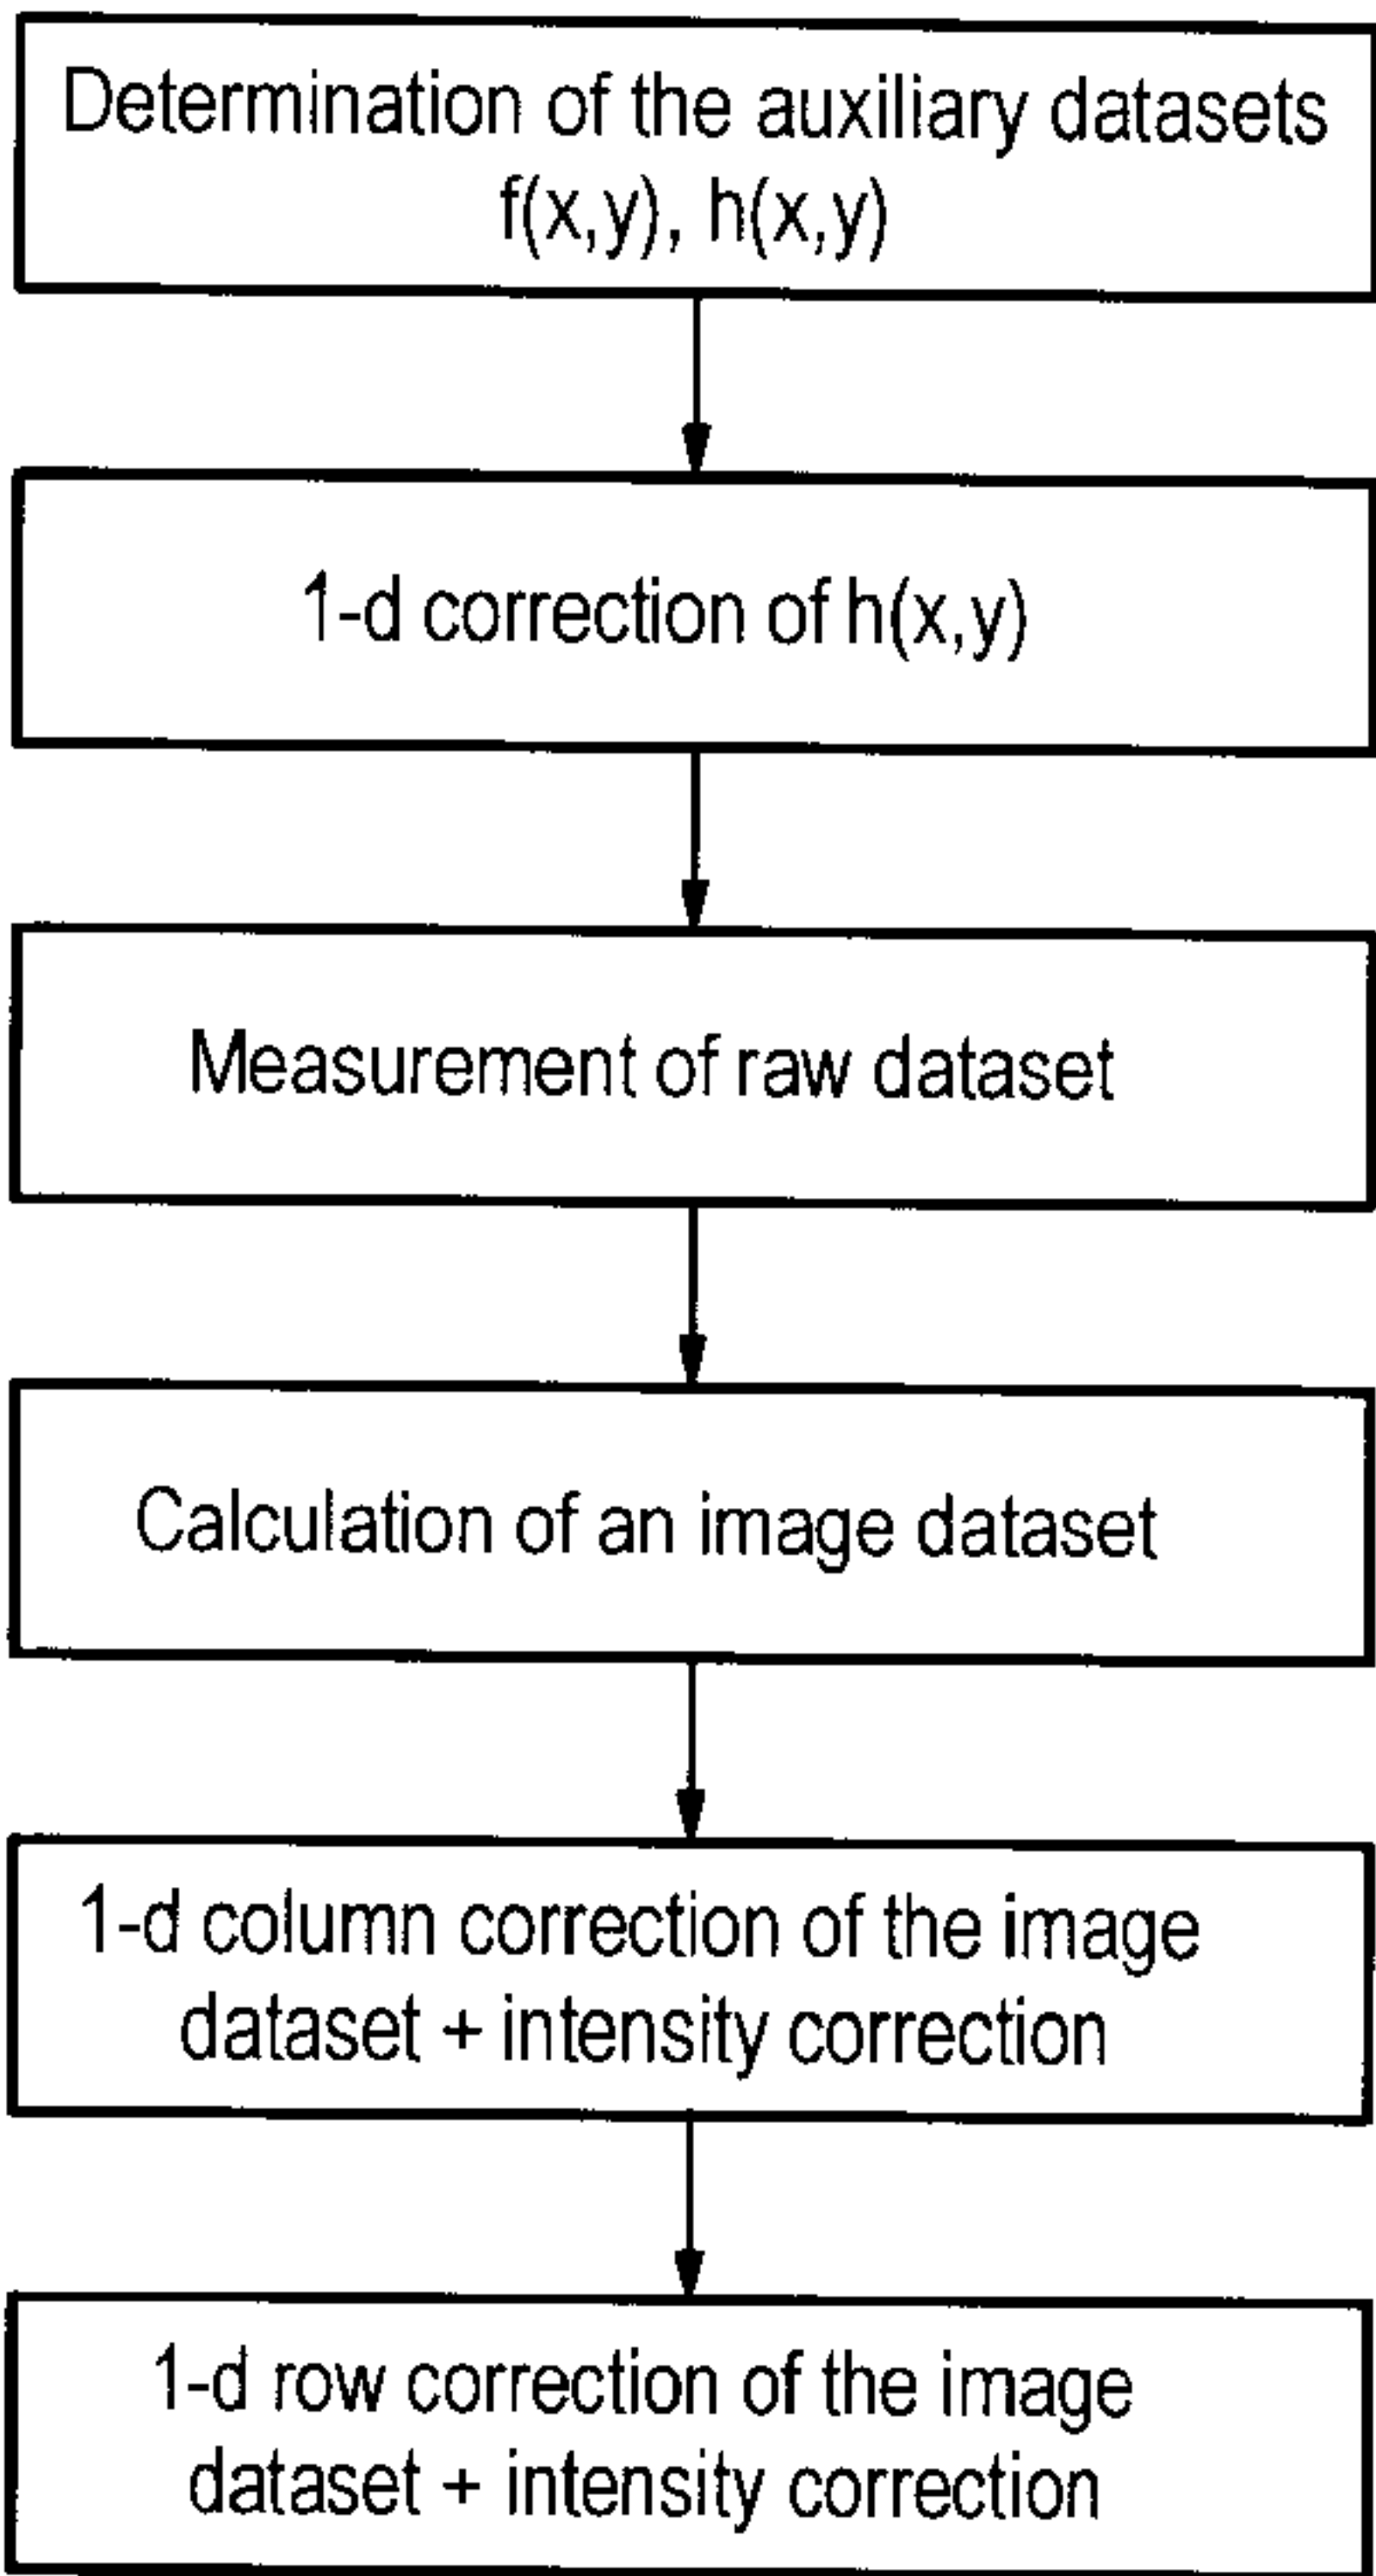 Determination of the auxiliary datasets
f(x,y), h(x,y)
1-d correction of h(x,y)
Measurement of raw dataset
Calculation of an image dataset
1-d column correction of the image
dataset + intensity correction
1-d row correction of the image
dataset + intensity correction